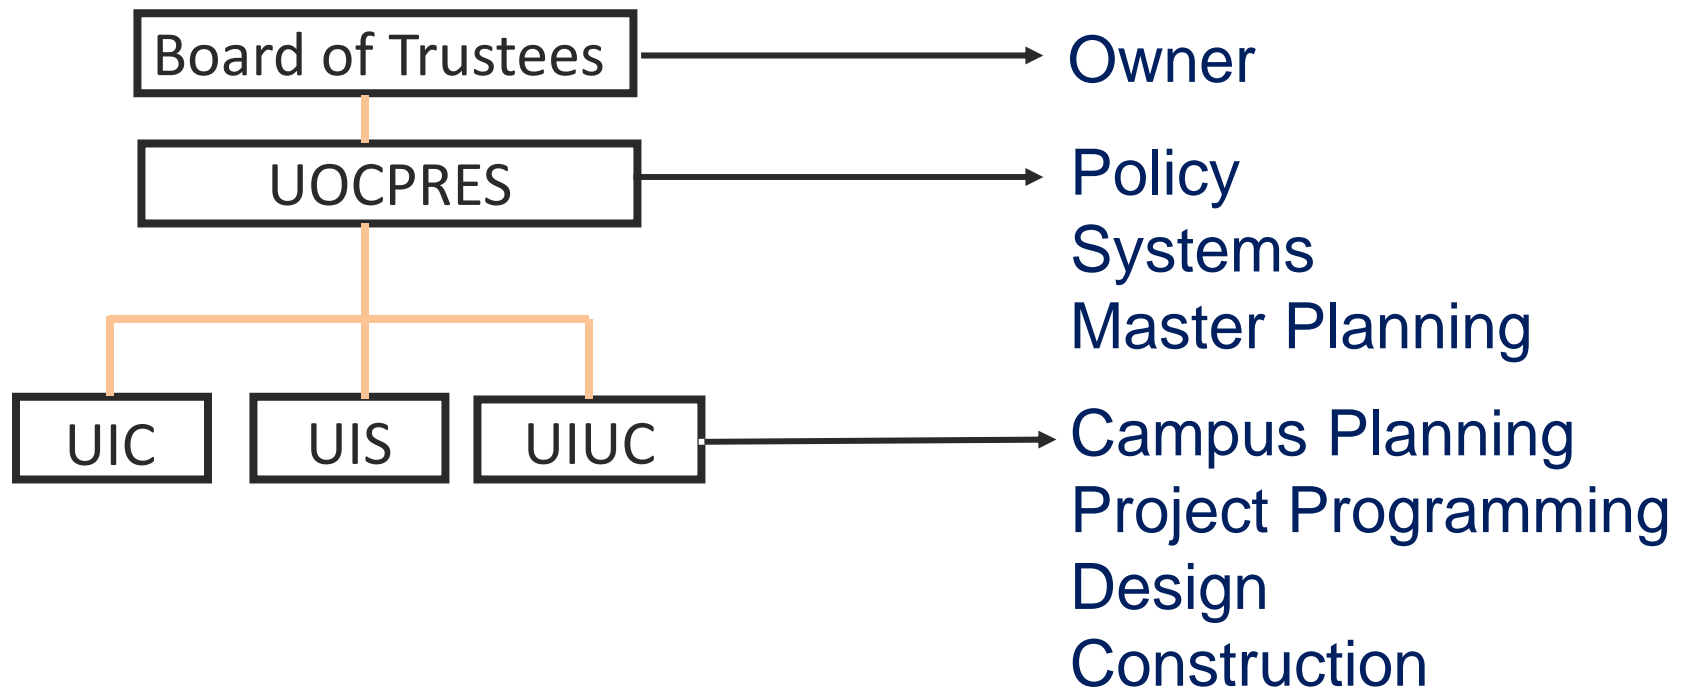 Board of Trustees
Owner
UOCPRES
Policy
Systems
Master Planning
UIC
UIS
UIUC
Campus Planning
Project Programming
Design
Construction